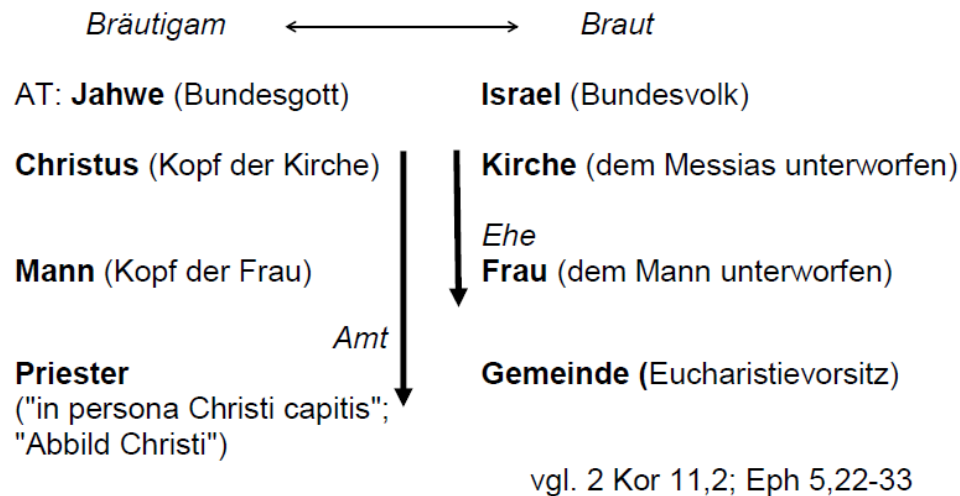 Bräutigam Braut
AT: Jahwe (Bundesgott) Israel (Bundesvolk)
Christus (Kopf der Kirche) Kirche (dem Messias unterworfen)
Ehe
Mann (Kopf der Frau) Frau (dem Mann unterworfen)
Amt
Priester Gemeinde (Eucharistievorsitz)
("in persona Christi capitis";
"Abbild Christi")
vgl. 2 Kor 11,2; Eph 5,22-33